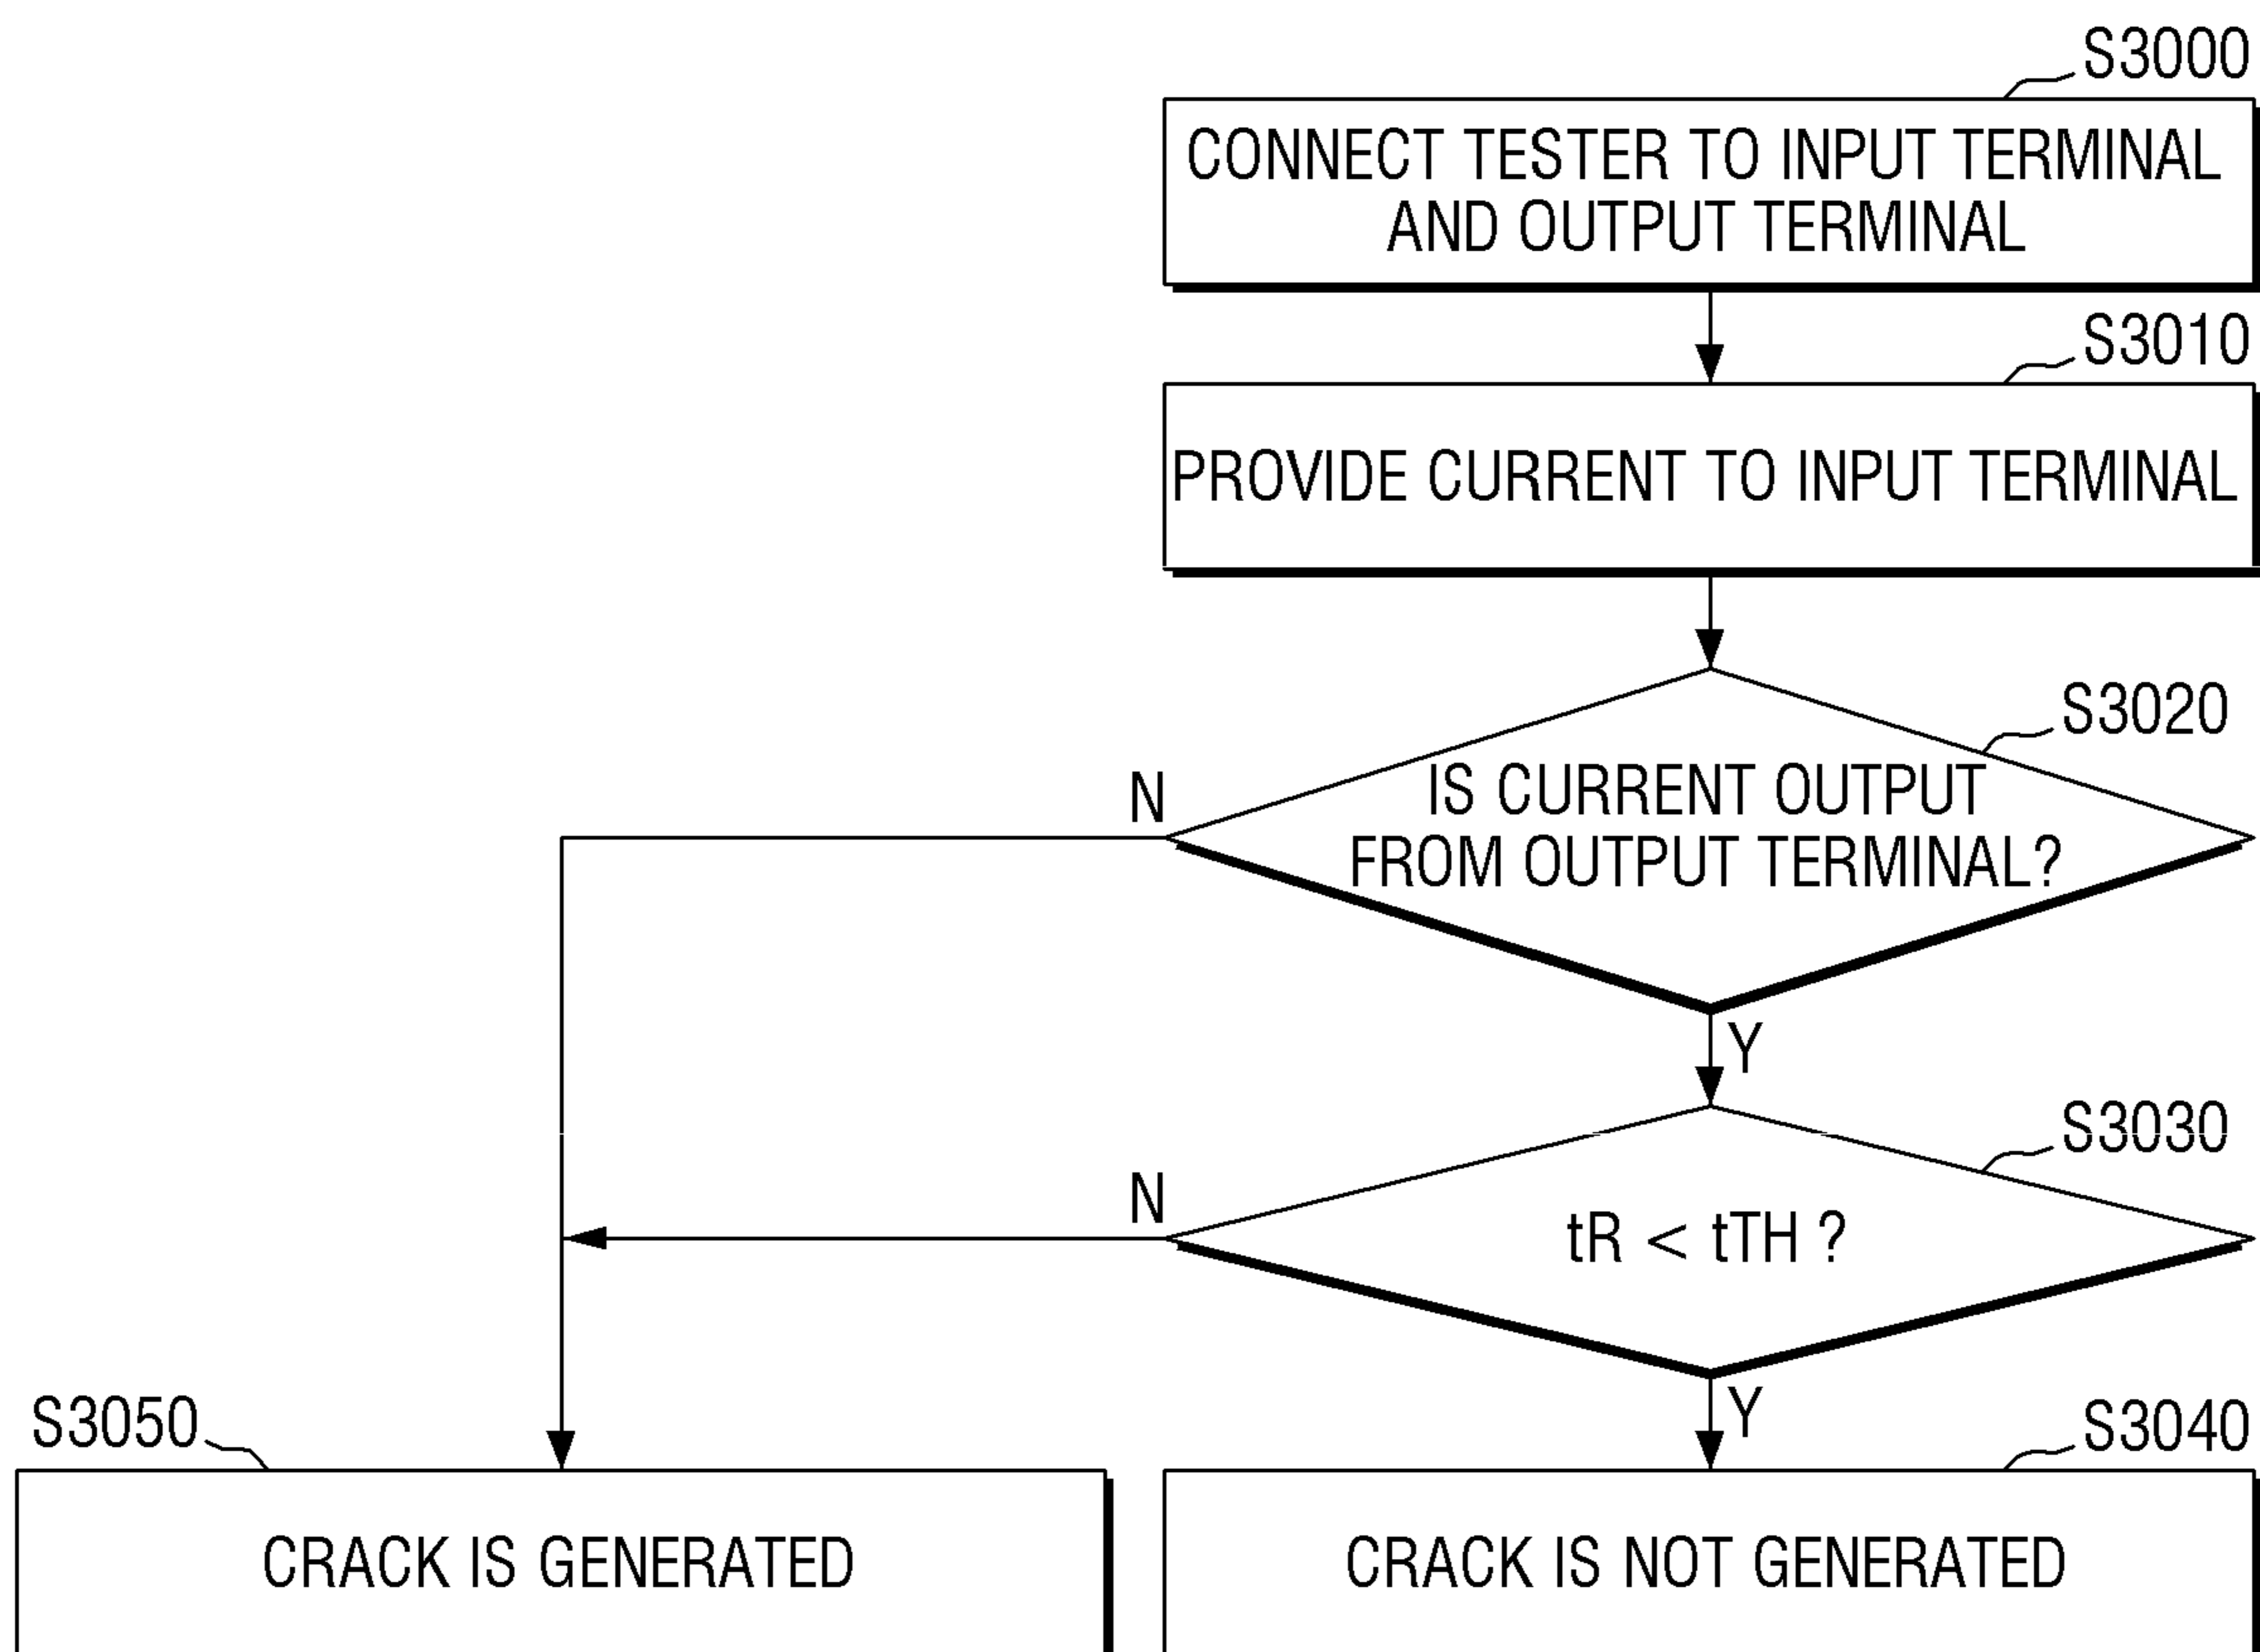 S3000
CONNECT TESTER TO INPUT TERMINAL
AND OUTPUT TERMINAL
S3010
PROVIDE CURRENT TO INPUT TERMINAL
S3020
N
IS CURRENT OUTPUT
FROM OUTPUT TERMINAL?
Y
S3030
N
tR < tTH ?
Y
S3050
S3040
CRACK IS GENERATED
CRACK IS NOT GENERATED